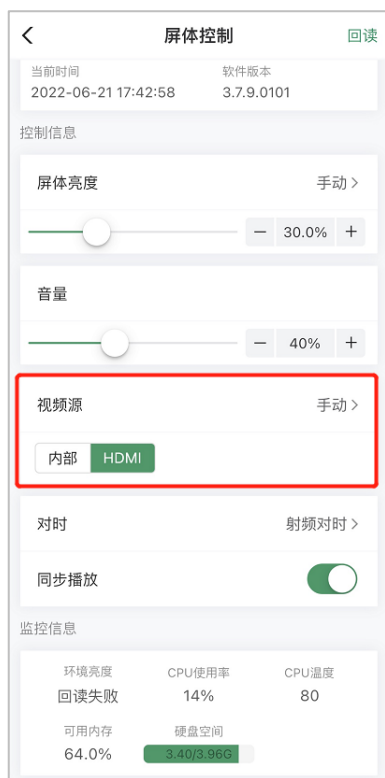 屏体控制 回读
当前时间 软件版本
2022-06-21 17:42:58 3.7.9.0101
控制信息
屏体亮度 手动 >
— 30.0% +
音量
— 40% +
视频源 手动 >
内部 HDMI
对时 射频对时 >
同步播放
监控信息
环境亮度 CPU使用率 CPU温度
回读失败 14% 80
可用内存 硬盘空间
64.0% 3.40/3.96G